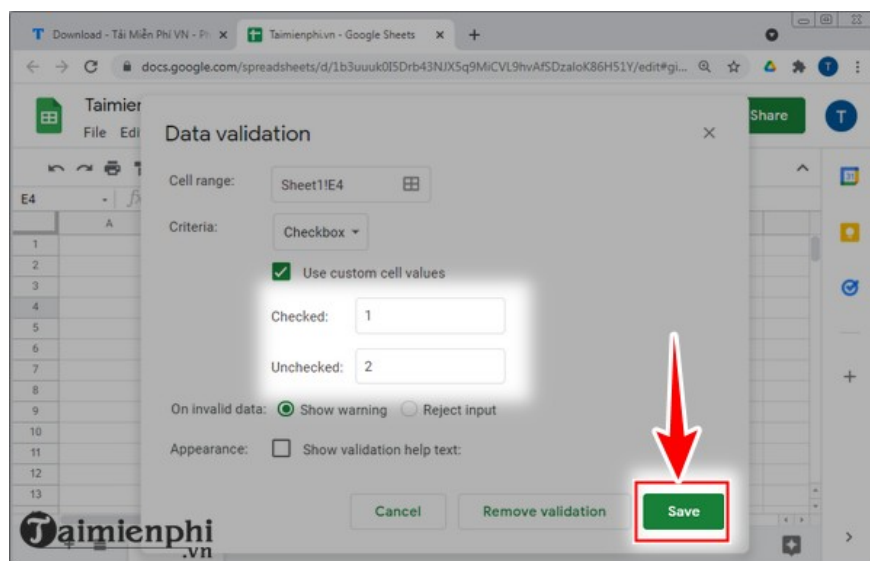 Download - Tải Miễn Phí VN - Ph
Taimienphi.vn - Google Sheets
docs.google.com/spreadsheets/d/1b3uuuk0I5Drb43NJX5q9MiCVL9hvAfSDzaloK86H51Y/edit#gi...
T
Taimier
Share
T
File Edi
Data validation
E4
fx
Cell range:
Sheet1!E4
31
A
Criteria:
Checkbox
1
2
3
4
5
6
7
8
9
10
11
12
13
Use custom cell values
Checked:
1
Unchecked:
2
On invalid data:
Show warning
Reject input
Appearance:
Show validation help text:
Cancel
Remove validation
Save
Taimienphi
.vn